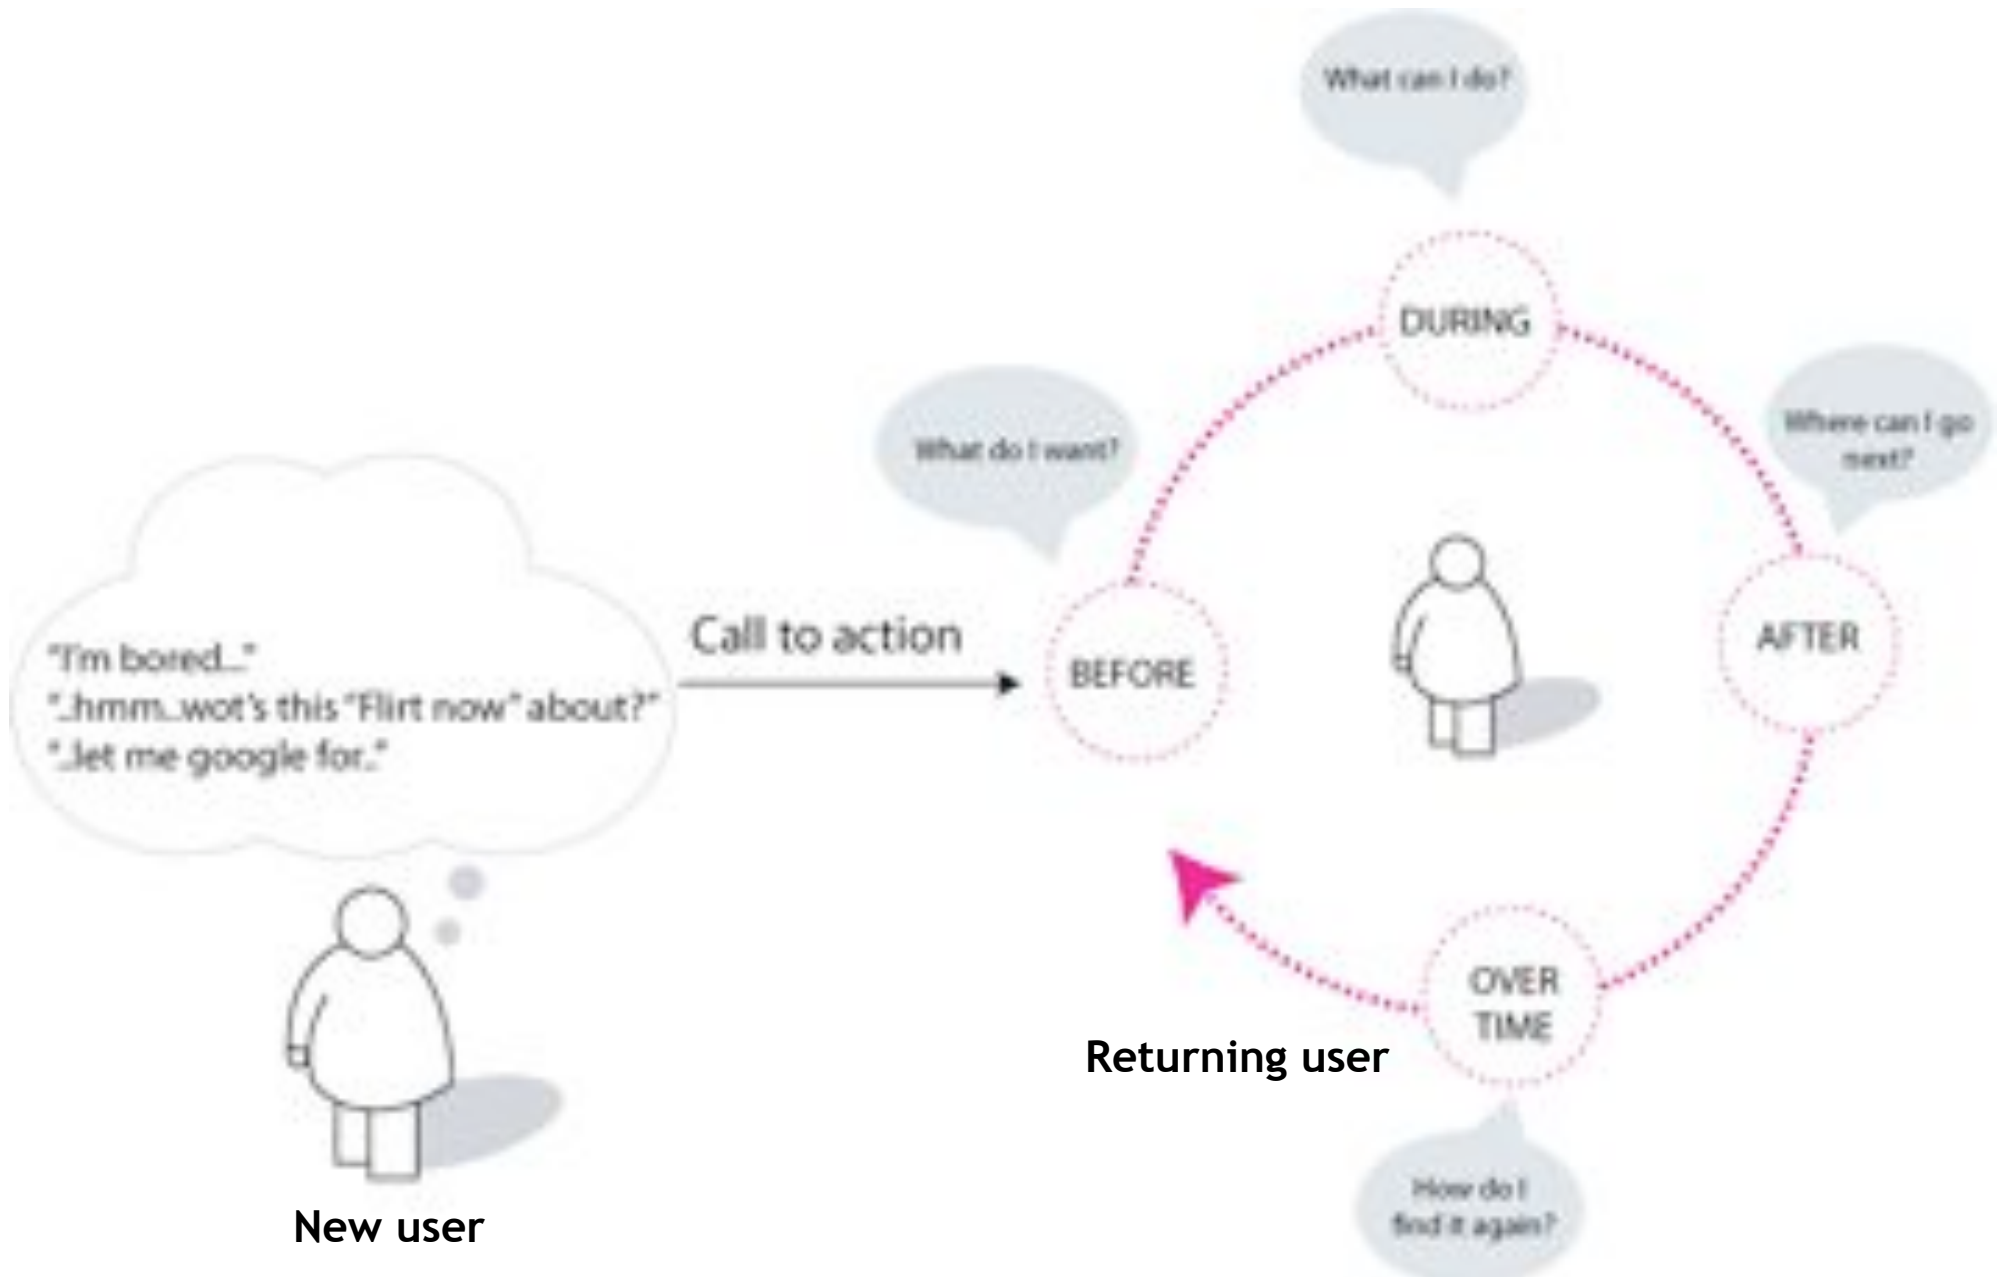 What can I do?
DURING
Where can I go
next?
What do I want?
"I'm bored..."
"..hmm..wot's this "Flirt now" about?"
"..let me google for.."
Call to action
BEFORE
AFTER
OVER
TIME
Returning user
How do I
find it again?
New user